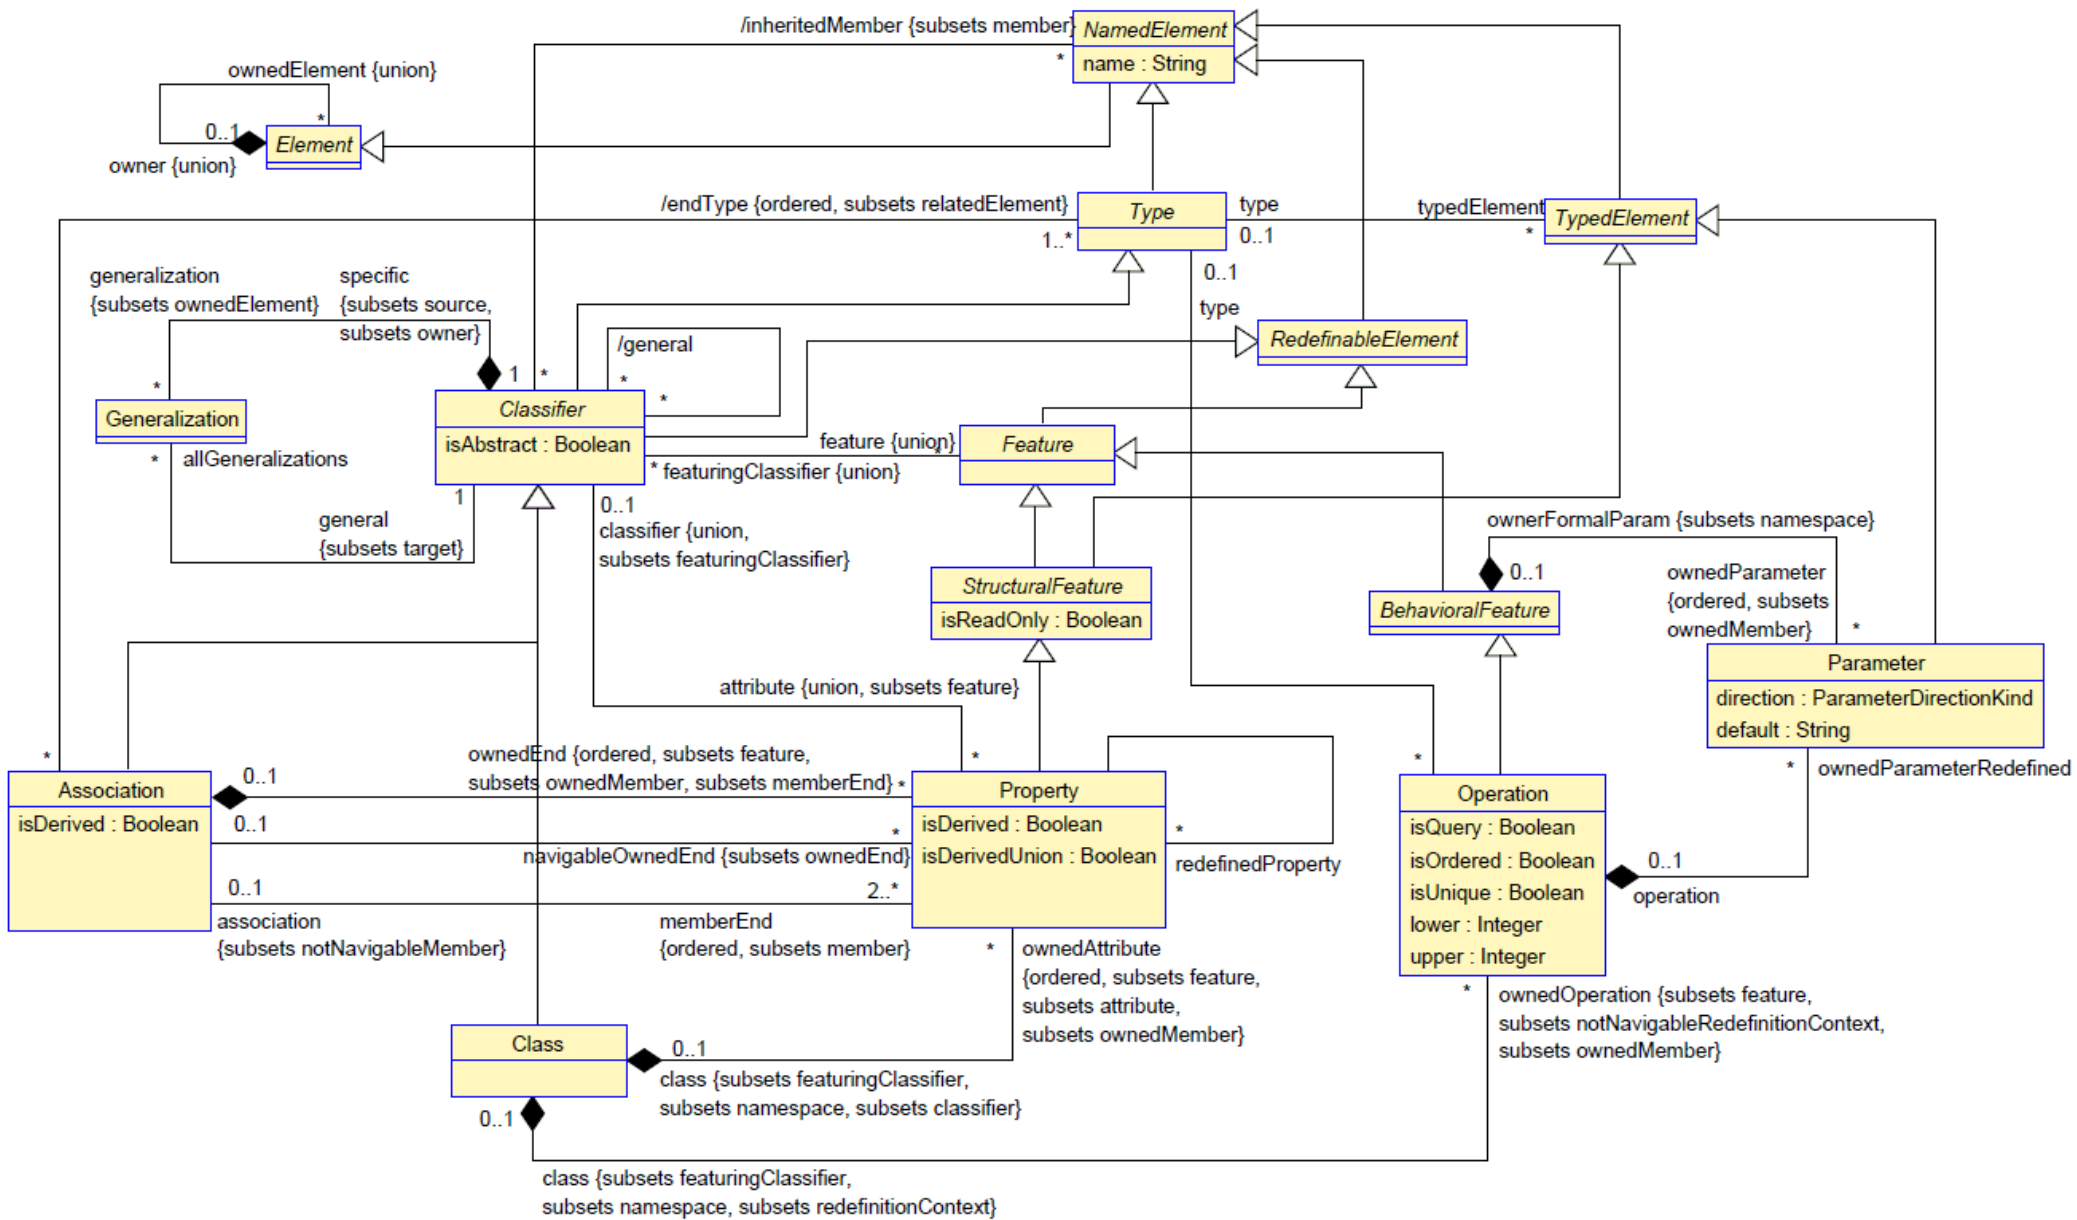 /inheritedMember {subsets member}
NamedElement
*
name : String
ownedElement {union}
*
0..1
Element
owner {union}
/endType {ordered, subsets relatedElement}
1..*
Type
type
0..1
typedElement
*
TypedElement
0..1
type
generalization
{subsets ownedElement}
specific
{subsets source,
subsets owner}
/general
*
*
RedefinableElement
*
1
*
Generalization
*
allGeneralizations
Classifier
isAbstract : Boolean
feature {union}
*
* featuringClassifier {union}
Feature
1
general
{subsets target}
0..1
classifier {union,
subsets featuringClassifier}
ownerFormalParam {subsets namespace}
0..1
StructuralFeature
isReadOnly : Boolean
BehavioralFeature
ownedParameter
{ordered, subsets
ownedMember}
*
Parameter
direction : ParameterDirectionKind
default : String
attribute {union, subsets feature}
*
*
*
* ownedParameterRedefined
Association
isDerived : Boolean
0..1
ownedEnd {ordered, subsets feature,
subsets ownedMember, subsets memberEnd} *
0..1
*
navigableOwnedEnd {subsets ownedEnd}
0..1
2..*
association
{subsets notNavigableMember}
memberEnd
{ordered, subsets member}
Property
isDerived : Boolean
isDerivedUnion : Boolean
*
redefinedProperty
Operation
isQuery : Boolean
isOrdered : Boolean
isUnique : Boolean
lower : Integer
upper : Integer
0..1
operation
*
ownedAttribute
{ordered, subsets feature,
subsets attribute,
subsets ownedMember}
*
ownedOperation {subsets feature,
subsets notNavigableRedefinitionContext,
subsets ownedMember}
Class
0..1
class {subsets featuringClassifier,
subsets namespace, subsets classifier}
0..1
class {subsets featuringClassifier,
subsets namespace, subsets redefinitionContext}